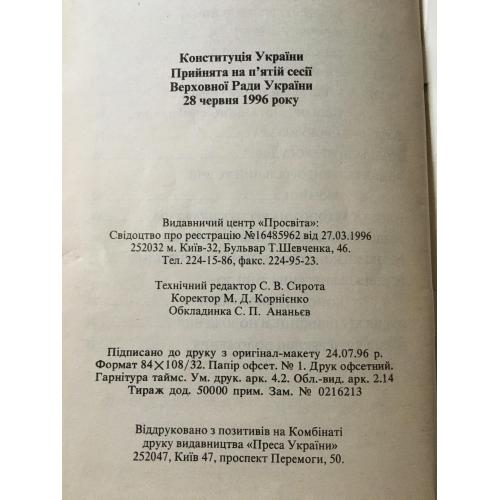 Конституція України
Прийнята на п'ятій сесії
Верховної Ради України
28 червня 1996 року
Видавничий центр «Просвіта»:
Свідоцтво про реєстрацію №16485962 від 27.03.1996
252032 м. Київ-32, Бульвар Т.Шевченка, 46.
Тел. 224-15-86, факс. 224-95-23.
Технічний редактор С. В. Сирота
Коректор М. Д. Корнієнко
Обкладинка С. П. Ананьєв
Підписано до друку з оригінал-макету 24.07.96 р.
Формат 84×108/32. Папір офсет. № 1. Друк офсетний.
Гарнітура таймс. Ум. друк. арк. 4.2. Обл.-вид. арк. 2.14
Тираж дод. 50000 прим. Зам. № 0216213
Віддруковано з позитивів на Комбінаті
друку видавництва «Преса України»
252047, Київ 47, проспект Перемоги, 50.